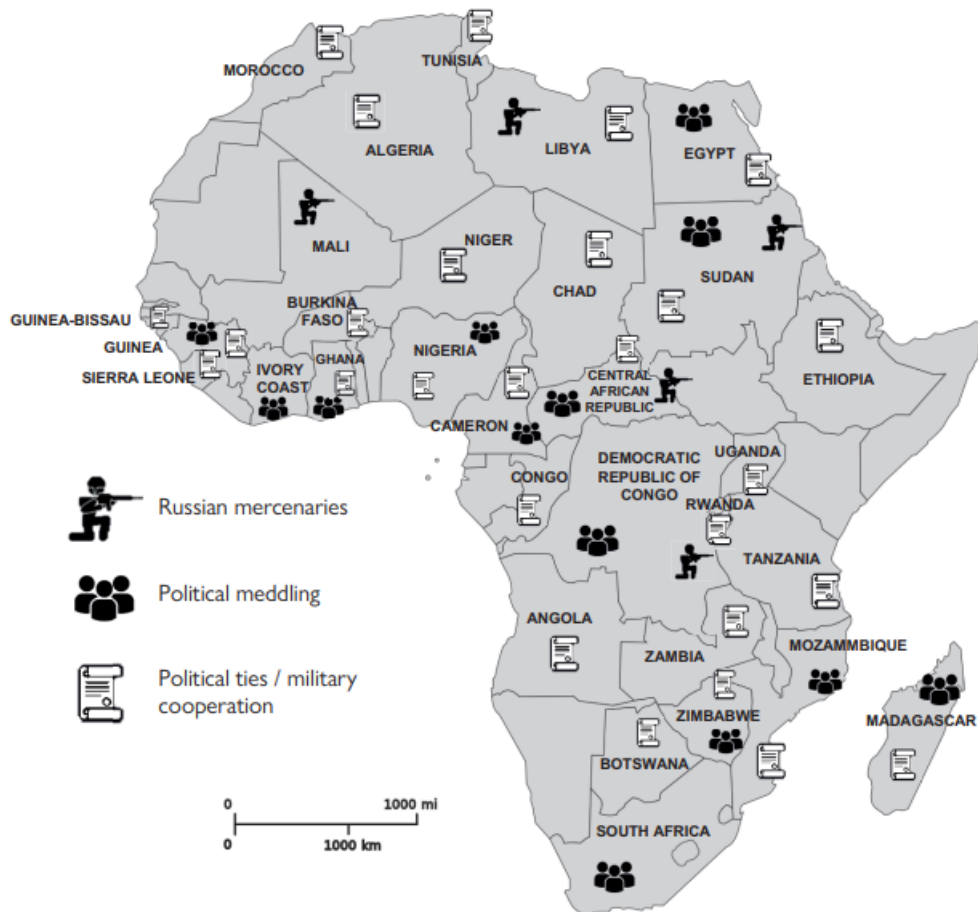 MOROCCO
TUNISIA
ALGERIA
LIBYA
EGYPT
MALI
NIGER
CHAD
SUDAN
GUINEA-BISSAU
BURKINA
FASO
GUINEA
SIERRA LEONE
IVORY
COAST
GHANA
NIGERIA
CENTRAL
AFRICAN
REPUBLIC
ETHIOPIA
CAMERON
CONGO
DEMOCRATIC
REPUBLIC OF
CONGO
UGANDA
RWANDA
TANZANIA
ANGOLA
ZAMBIA
MOZAMMBIQUE
ZIMBABWE
MADAGASCAR
BOTSWANA
SOUTH AFRICA
Russian mercenaries
Political meddling
Political ties / military
cooperation
0 1000 mi
0 1000 km